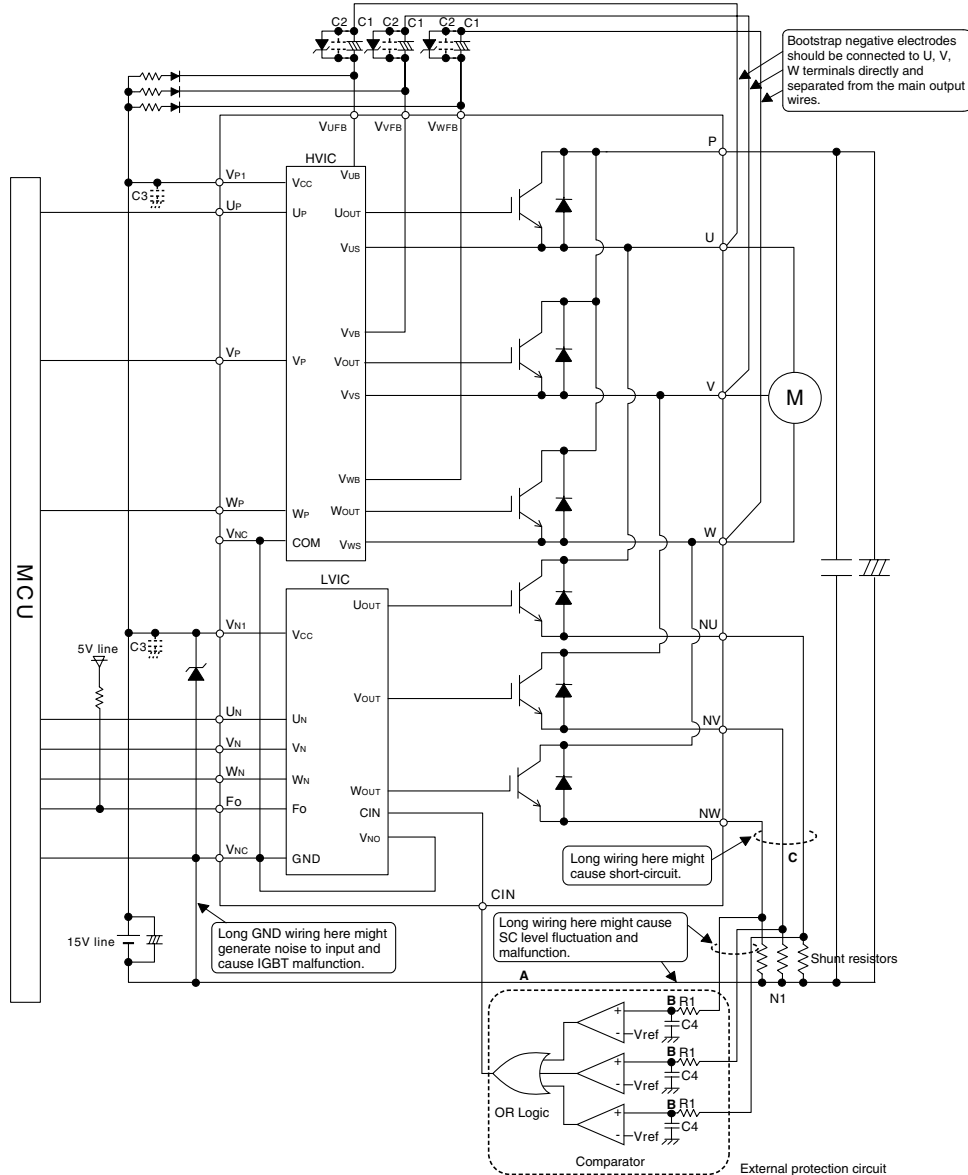 C2 C1 C2 C1 C2 C1
Bootstrap negative electrodes
should be connected to U, V,
W terminals directly and
separated from the main output
wires.
VUFB VVFB VWFB
P
HVIC
VP1
C3
VCC
VUB
UP
UP
UOUT
U
VUS
VVB
VP
VP
VOUT
V
VVS
M
VWB
WP
WP
WOUT
W
VNC
COM
VWS
MCU
LVIC
UOUT
VN1
VCC
C3
5V line
NU
VOUT
UN
UN
NV
VN
VN
WN
WN
WOUT
Fo
Fo
CIN
NW
VNO
VNC
GND
Long wiring here might
cause short-circuit.
C
CIN
15V line
Long GND wiring here might
generate noise to input and
cause IGBT malfunction.
Long wiring here might cause
SC level fluctuation and
malfunction.
Shunt resistors
A
N1
B R1
+
C4
-
Vref
B R1
+
C4
-
Vref
OR Logic
B R1
+
C4
-
Vref
Comparator
External protection circuit